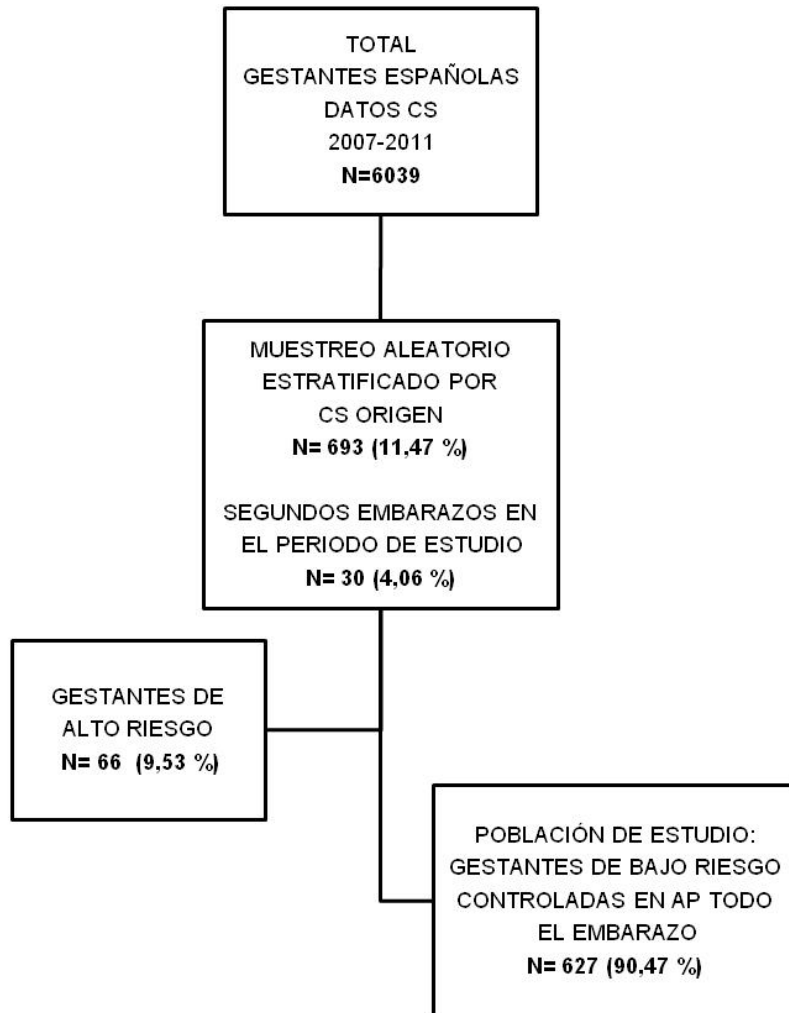 TOTAL
GESTANTES ESPAÑOLAS
DATOS CS
2007-2011
N=6039
MUESTREO ALEATORIO
ESTRATIFICADO POR
CS ORIGEN
N= 693 (11,47 %)
SEGUNDOS EMBARAZOS EN
EL PERIODO DE ESTUDIO
N= 30 (4,06 %)
GESTANTES DE
ALTO RIESGO
N= 66 (9,53 %)
POBLACIÓN DE ESTUDIO:
GESTANTES DE BAJO RIESGO
CONTROLADAS EN AP TODO
EL EMBARAZO
N= 627 (90,47 %)